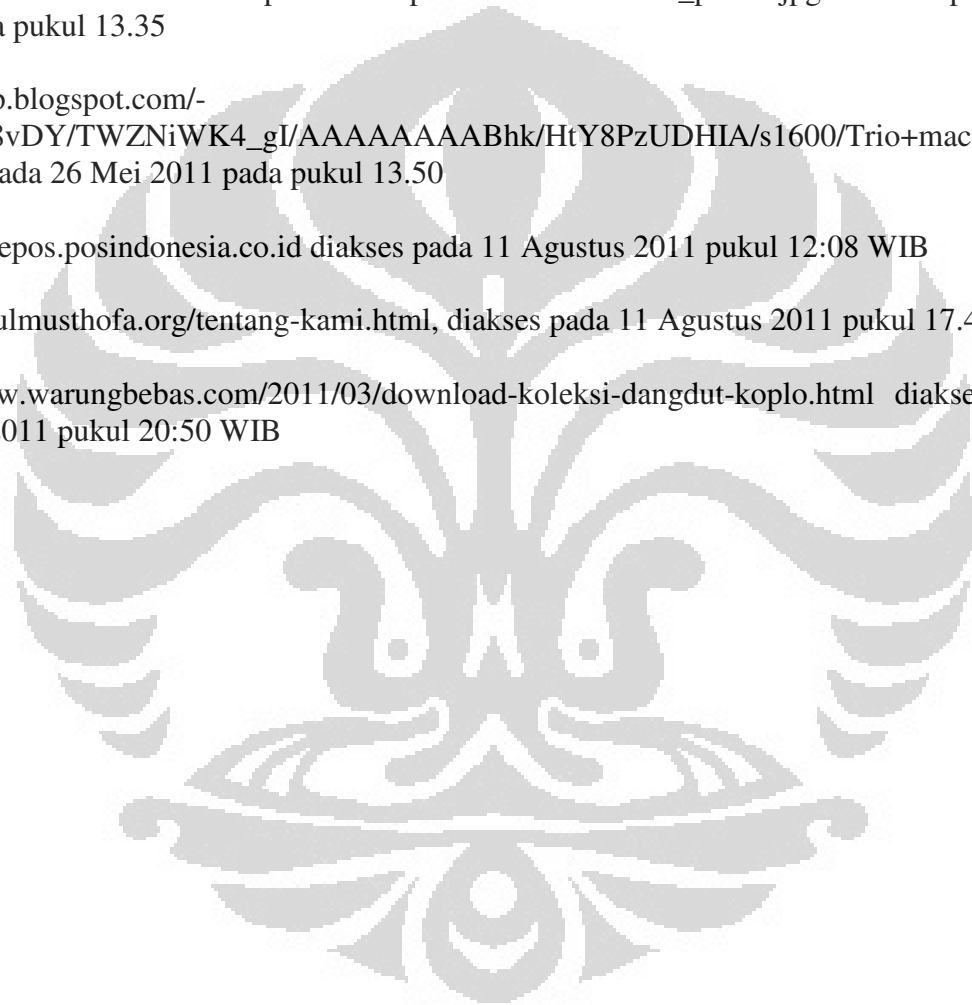 a pukul 13.35
o.blogspot.com/-
8vDY/TWZNiWK4_gI/AAAAAAAABhk/HtY8PzUDHIA/s1600/Trio+mac
ada 26 Mei 2011 pada pukul 13.50
epos.posindonesia.co.id diakses pada 11 Agustus 2011 pukul 12:08 WIB
ulmusthofa.org/tentang-kami.html, diakses pada 11 Agustus 2011 pukul 17.4
w.warungbebas.com/2011/03/download-koleksi-dangdut-koplo.html diakse
2011 pukul 20:50 WIB